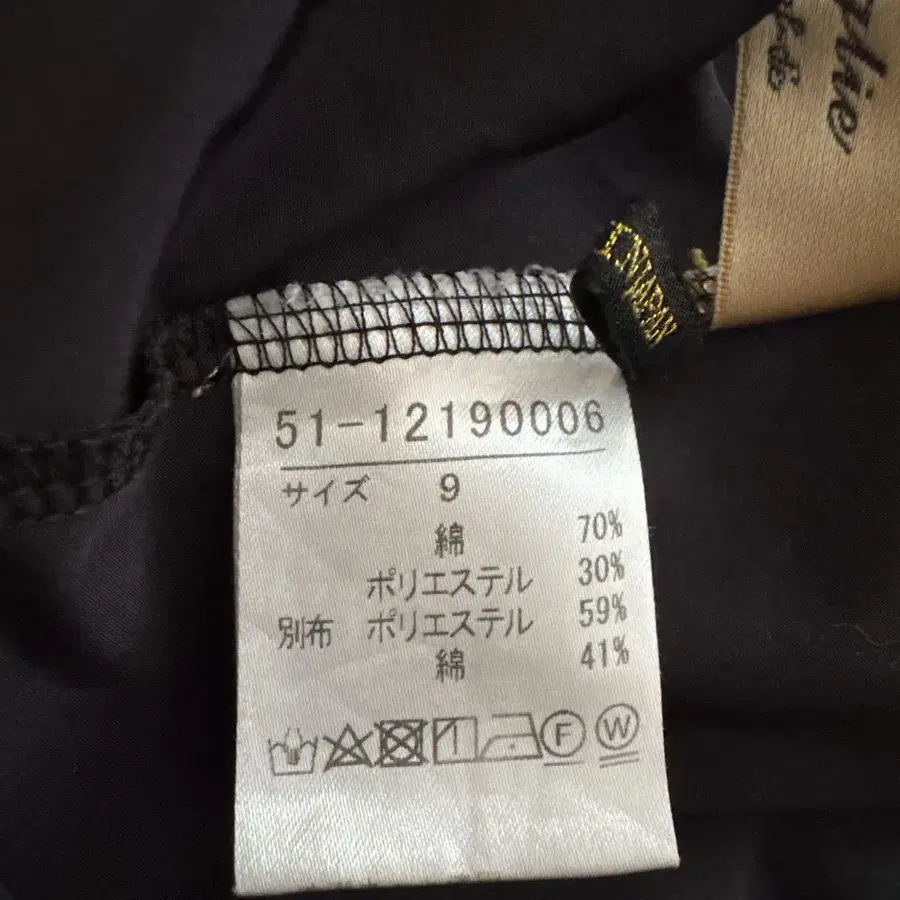 51-12190006
サイズ 9
綿 70%
ポリエステル 30%
別布 ポリエステル 59%
綿 41%
F W